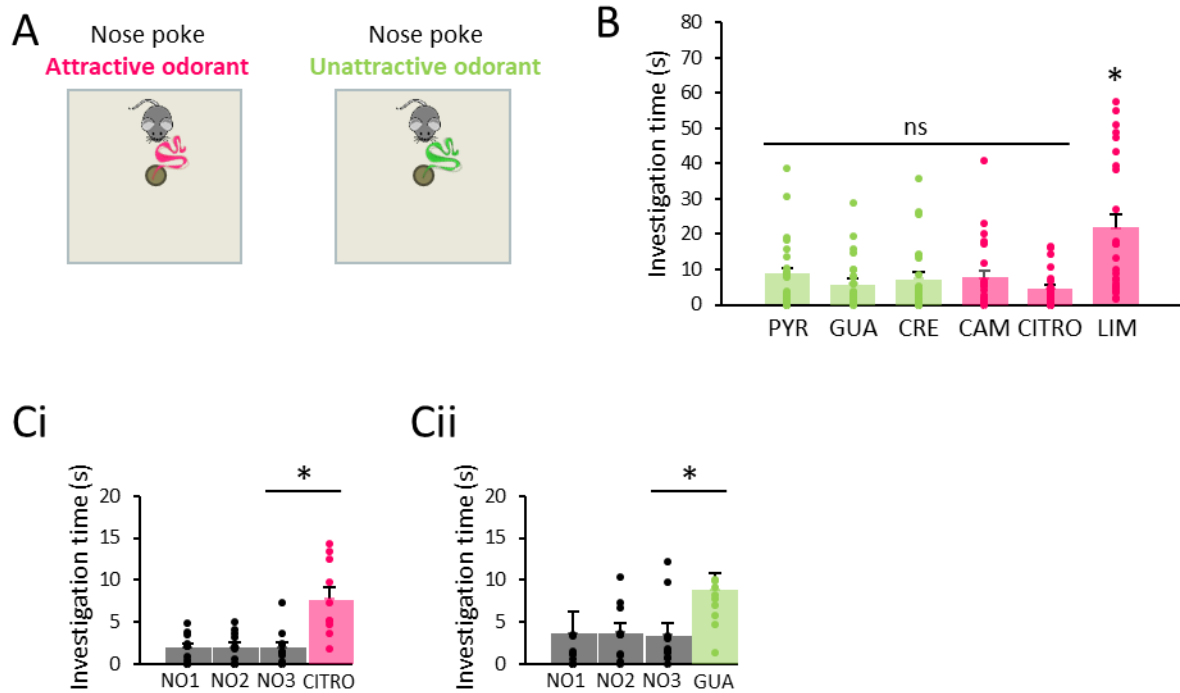 A
Nose poke
Attractive odorant
Nose poke
Unattractive odorant
B
Investigation time (s)
80
70
60
50
40
30
20
10
0
ns
*
PYR GUA CRE CAM CITRO LIM
Ci
Investigation time (s)
20
15
10
5
0
*
NO1 NO2 NO3 CITRO
Cii
Investigation time (s)
20
15
10
5
0
*
NO1 NO2 NO3 GUA